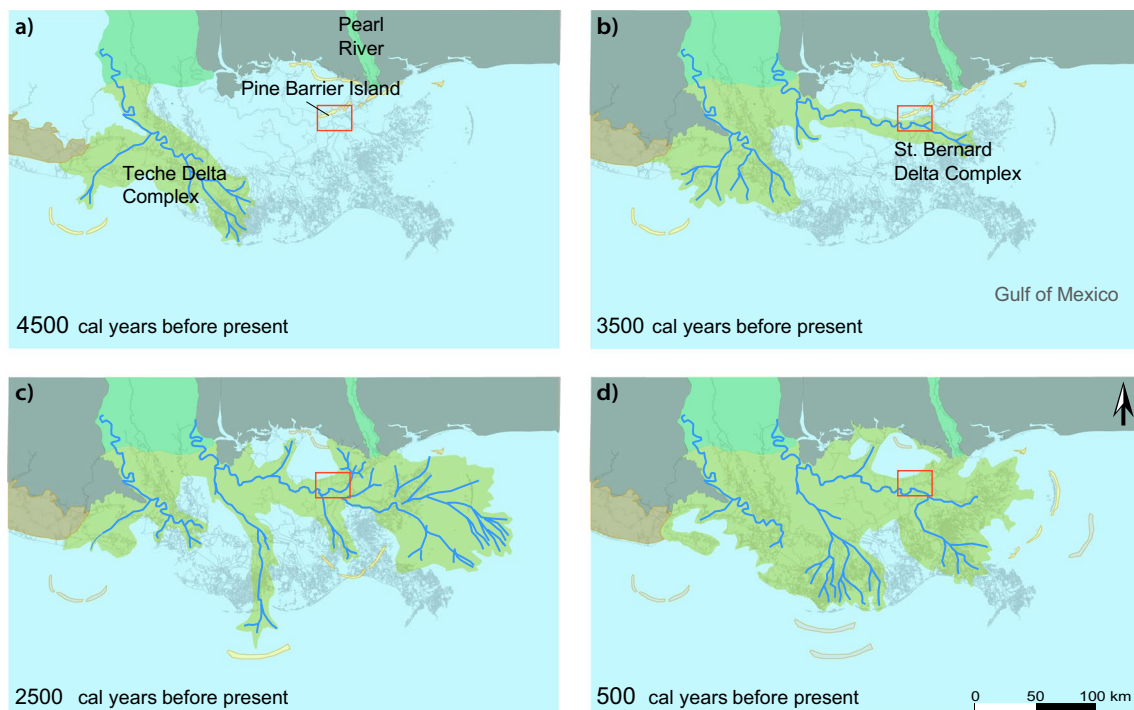 a)
Pearl
River
Pine Barrier Island
Teche Delta
Complex
4500 cal years before present
b)
St. Bernard
Delta Complex
Gulf of Mexico
3500 cal years before present
c)
2500 cal years before present
d)
500 cal years before present
0 50 100 km